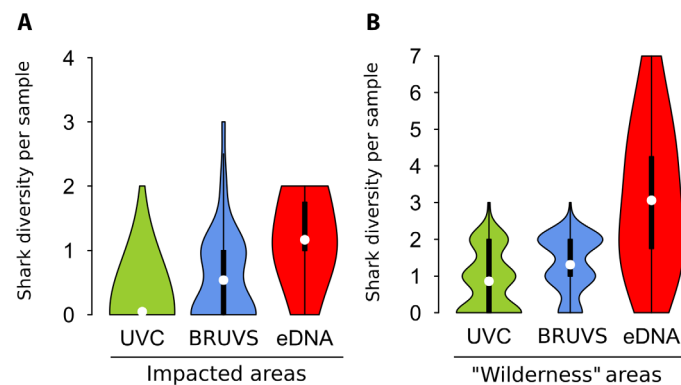 A
Shark diversity per sample
4
3
2
1
0
UVC BRUVS eDNA
Impacted areas
B
Shark diversity per sample
7
6
5
4
3
2
1
0
UVC BRUVS eDNA
"Wilderness" areas